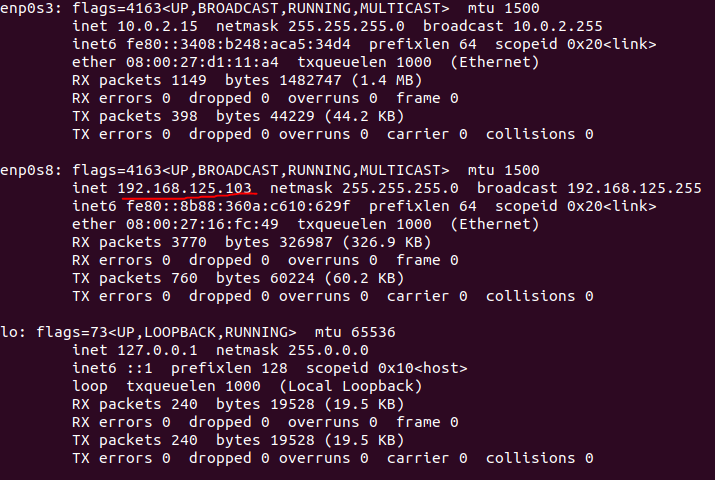 enp0s3: flags=4163<UP,BROADCAST,RUNNING,MULTICAST>  mtu 1500
        inet 10.0.2.15  netmask 255.255.255.0  broadcast 10.0.2.255
        inet6 fe80::3408:b248:aca5:34d4  prefixlen 64  scopeid 0x20<link>
        ether 08:00:27:d1:11:a4  txqueuelen 1000  (Ethernet)
        RX packets 1149  bytes 1482747 (1.4 MB)
        RX errors 0  dropped 0  overruns 0  frame 0
        TX packets 398  bytes 44229 (44.2 KB)
        TX errors 0  dropped 0 overruns 0  carrier 0  collisions 0

enp0s8: flags=4163<UP,BROADCAST,RUNNING,MULTICAST>  mtu 1500
        inet 192.168.125.103  netmask 255.255.255.0  broadcast 192.168.125.255
        inet6 fe80::8b88:360a:c610:629f  prefixlen 64  scopeid 0x20<link>
        ether 08:00:27:16:fc:49  txqueuelen 1000  (Ethernet)
        RX packets 3770  bytes 326987 (326.9 KB)
        RX errors 0  dropped 0  overruns 0  frame 0
        TX packets 760  bytes 60224 (60.2 KB)
        TX errors 0  dropped 0 overruns 0  carrier 0  collisions 0

lo: flags=73<UP,LOOPBACK,RUNNING>  mtu 65536
        inet 127.0.0.1  netmask 255.0.0.0
        inet6 ::1  prefixlen 128  scopeid 0x10<host>
        loop  txqueuelen 1000  (Local Loopback)
        RX packets 240  bytes 19528 (19.5 KB)
        RX errors 0  dropped 0  overruns 0  frame 0
        TX packets 240  bytes 19528 (19.5 KB)
        TX errors 0  dropped 0 overruns 0  carrier 0  collisions 0